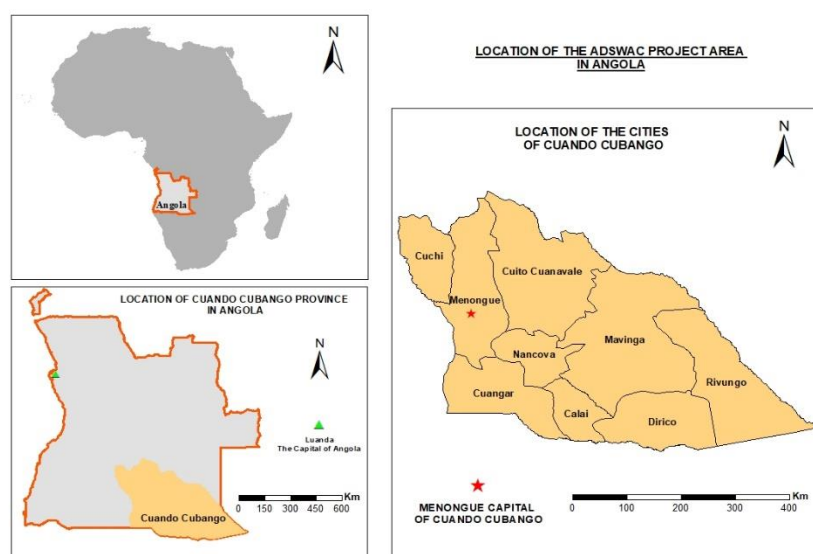 N
Angola
LOCATION OF CUANDO CUBANGO PROVINCE
IN ANGOLA
N
Luanda
The Capital of Angola
Km
0 150 300 450 600
Cuando Cubango
LOCATION OF THE ADSWAC PROJECT AREA
IN ANGOLA
LOCATION OF THE CITIES
OF CUANDO CUBANGO
N
Cuchi
Cuito Cuanavale
Menongue
Mavinga
Nancova
Rivungo
Cuangar
Calai
Dirico
MENONGUE CAPITAL
OF CUANDO CUBANGO
Km
0 100 200 300 400